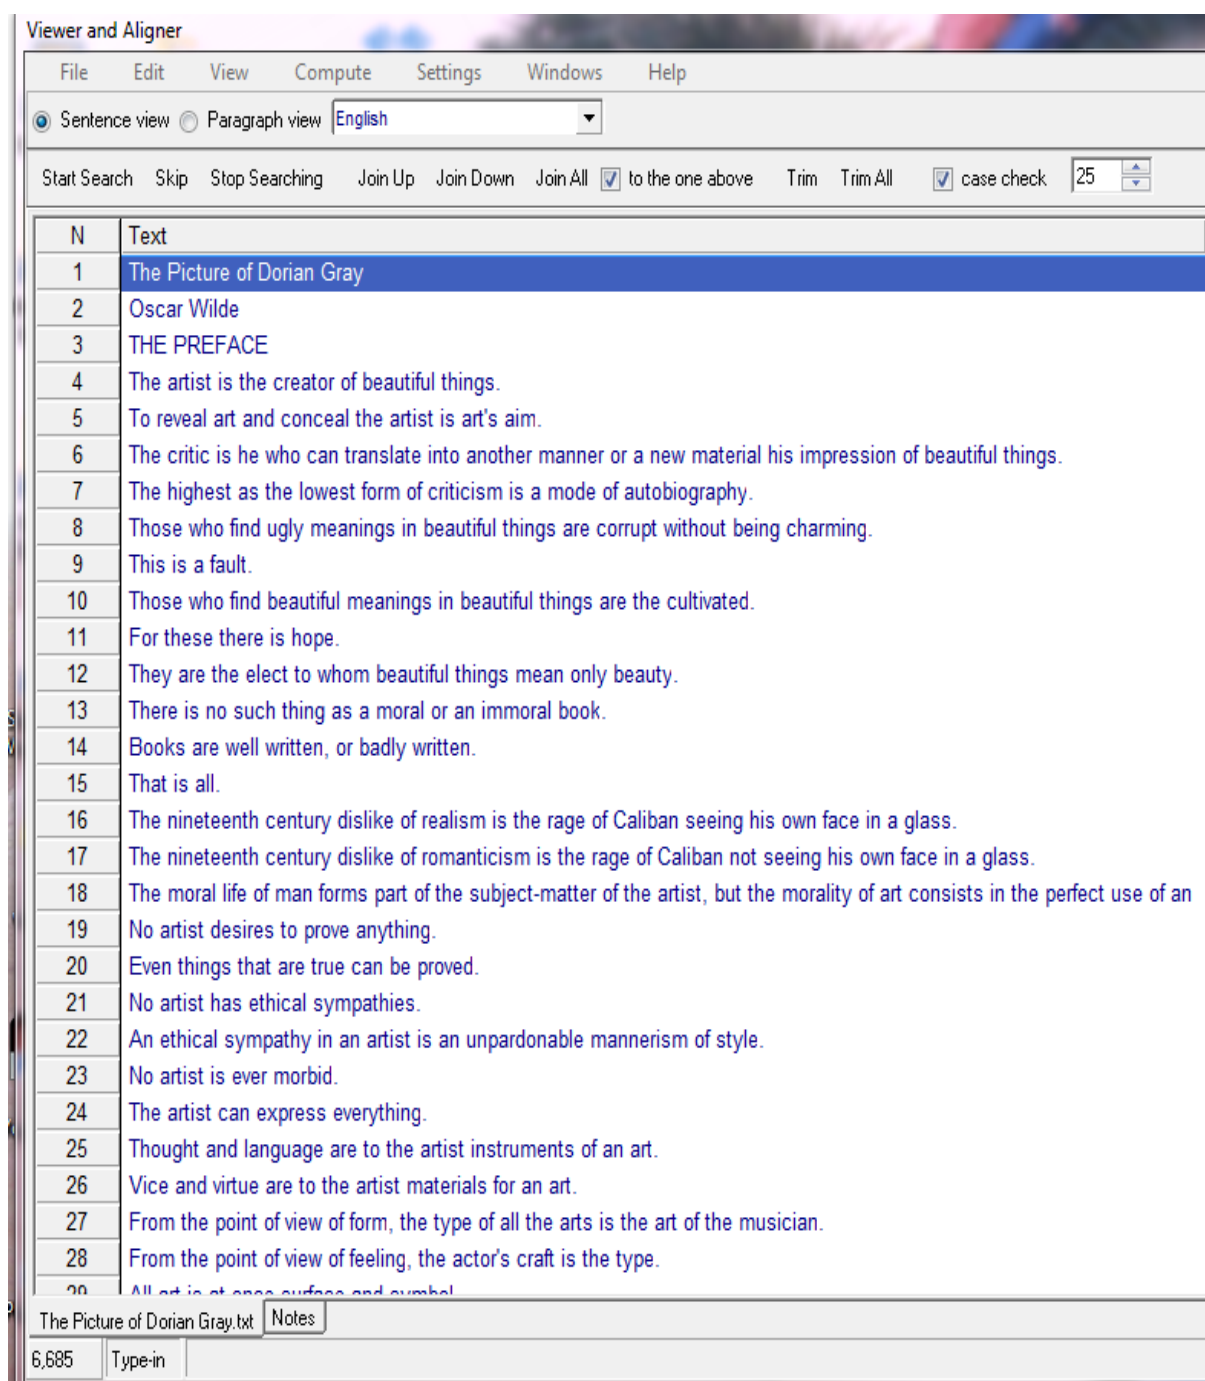 Viewer and Aligner
File Edit View Compute Settings Windows Help
Sentence view Paragraph view English
Start Search Skip Stop Searching Join Up Join Down Join All to the one above Trim Trim All case check 25
N Text
1 The Picture of Dorian Gray
2 Oscar Wilde
3 THE PREFACE
4 The artist is the creator of beautiful things.
5 To reveal art and conceal the artist is art's aim.
6 The critic is he who can translate into another manner or a new material his impression of beautiful things.
7 The highest as the lowest form of criticism is a mode of autobiography.
8 Those who find ugly meanings in beautiful things are corrupt without being charming.
9 This is a fault.
10 Those who find beautiful meanings in beautiful things are the cultivated.
11 For these there is hope.
12 They are the elect to whom beautiful things mean only beauty.
13 There is no such thing as a moral or an immoral book.
14 Books are well written, or badly written.
15 That is all.
16 The nineteenth century dislike of realism is the rage of Caliban seeing his own face in a glass.
17 The nineteenth century dislike of romanticism is the rage of Caliban not seeing his own face in a glass.
18 The moral life of man forms part of the subject-matter of the artist, but the morality of art consists in the perfect use of an
19 No artist desires to prove anything.
20 Even things that are true can be proved.
21 No artist has ethical sympathies.
22 An ethical sympathy in an artist is an unpardonable mannerism of style.
23 No artist is ever morbid.
24 The artist can express everything.
25 Thought and language are to the artist instruments of an art.
26 Vice and virtue are to the artist materials for an art.
27 From the point of view of form, the type of all the arts is the art of the musician.
28 From the point of view of feeling, the actor's craft is the type.
29 All art is at once surface and symbol.
The Picture of Dorian Gray.txt Notes
6,685 Type-in